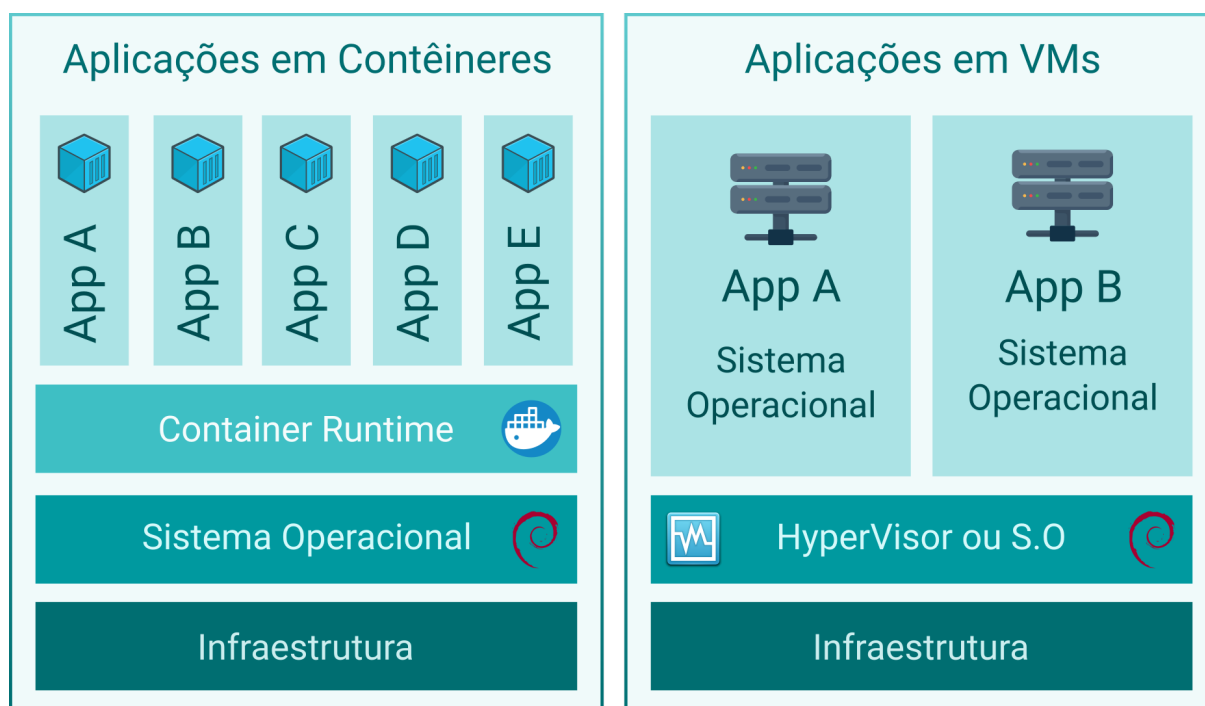 Aplicações em Contêineres
App A
App B
App C
App D
App E
Container Runtime
Sistema Operacional
Infraestrutura
Aplicações em VMs
App A
Sistema
Operacional
App B
Sistema
Operacional
HyperVisor ou S.O
Infraestrutura